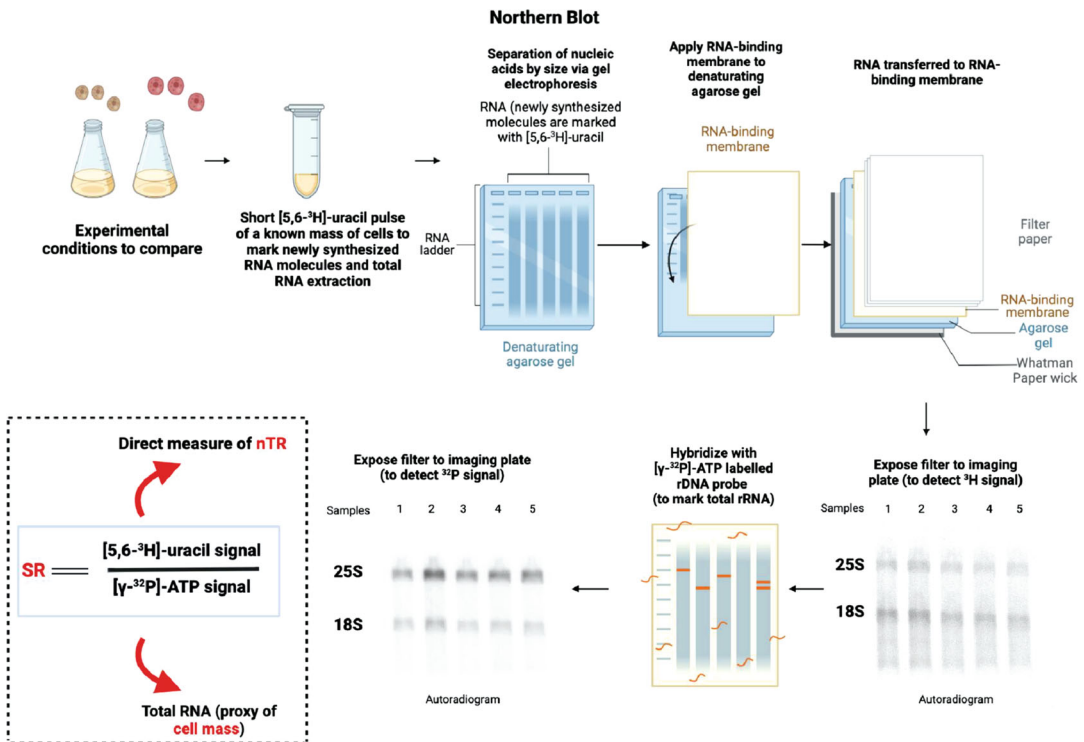 Northern Blot
Experimental
conditions to compare
Short [5,6-³H]-uracil pulse
of a known mass of cells to
mark newly synthesized
RNA molecules and total
RNA extraction
Separation of nucleic
acids by size via gel
electrophoresis
RNA (newly synthesized
molecules are marked
with [5,6-³H]-uracil
RNA
ladder
Denaturating
agarose gel
Apply RNA-binding
membrane to
denaturating
agarose gel
RNA-binding
membrane
RNA transferred to RNA-
binding membrane
Filter
paper
RNA-binding
membrane
Agarose
gel
Whatman
Paper wick
Expose filter to imaging
plate (to detect ³H signal)
Samples 1 2 3 4 5
25S
18S
Autoradiogram
Hybridize with
[γ-³²P]-ATP labelled
rDNA probe
(to mark total rRNA)
Expose filter to imaging plate
(to detect ³²P signal)
Samples 1 2 3 4 5
25S
18S
Autoradiogram
Direct measure of nTR
SR
[5,6-³H]-uracil signal
[γ-³²P]-ATP signal
Total RNA (proxy of
cell mass)